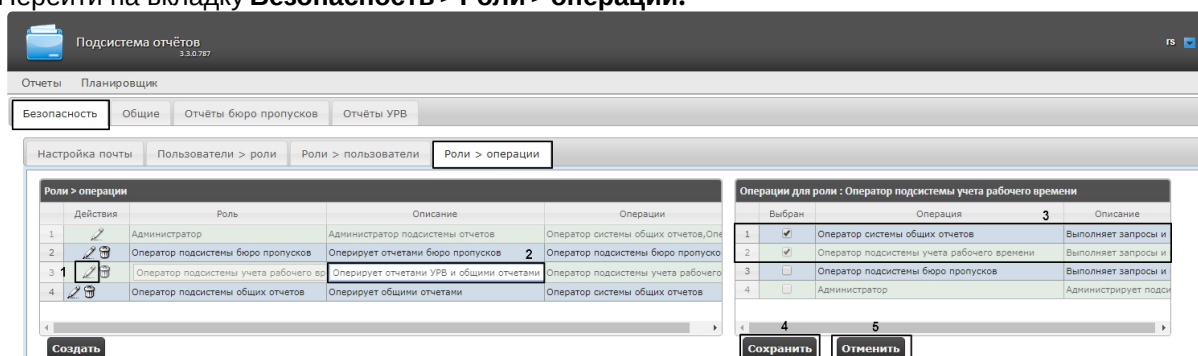 Перейти на вкладку Безопасность> Роли> операции.
Подсистема отчётов
3.3.0.787
rs
Отчеты Планировщик
Безопасность Общие Отчёты бюро пропусков Отчёты УРВ
Настройка почты Пользователи > роли Роли > пользователи Роли > операции
Роли > операции
Действия Роль Описание Операции
1 Администратор Администратор подсистемы отчетов Оператор системы общих отчетов,Опе
2 Оператор подсистемы бюро пропусков Оперирует отчетами бюро пропусков 2 Оператор подсистемы бюро пропуско
3 1 Оператор подсистемы учета рабочего вр Оперирует отчетами УРВ и общими отчетами Оператор подсистемы учета рабочего
4 Оператор подсистемы общих отчетов Оперирует общими отчетами Оператор системы общих отчетов
Создать
Операции для роли : Оператор подсистемы учета рабочего времени
Выбран Операция 3 Описание
1 Оператор системы общих отчетов Выполняет запросы и
2 Оператор подсистемы учета рабочего времени Выполняет запросы и
3 Оператор подсистемы бюро пропусков Выполняет запросы и
4 Администратор Администрирует подси
4 5
Сохранить Отменить